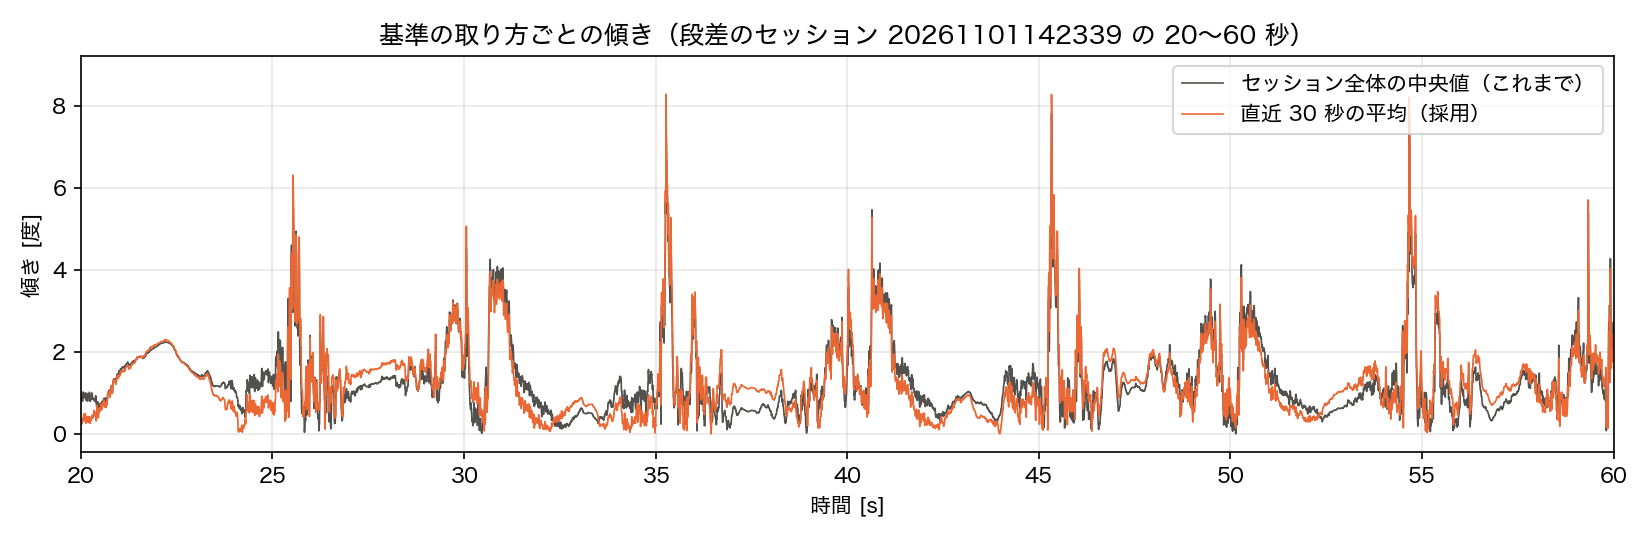 基準の取り方ごとの傾き（段差のセッション 20261101142339 の 20～60 秒）
セッション全体の中央値（これまで）
直近 30 秒の平均（採用）
傾き [度]
8
6
4
2
0
20 25 30 35 40 45 50 55 60
時間 [s]